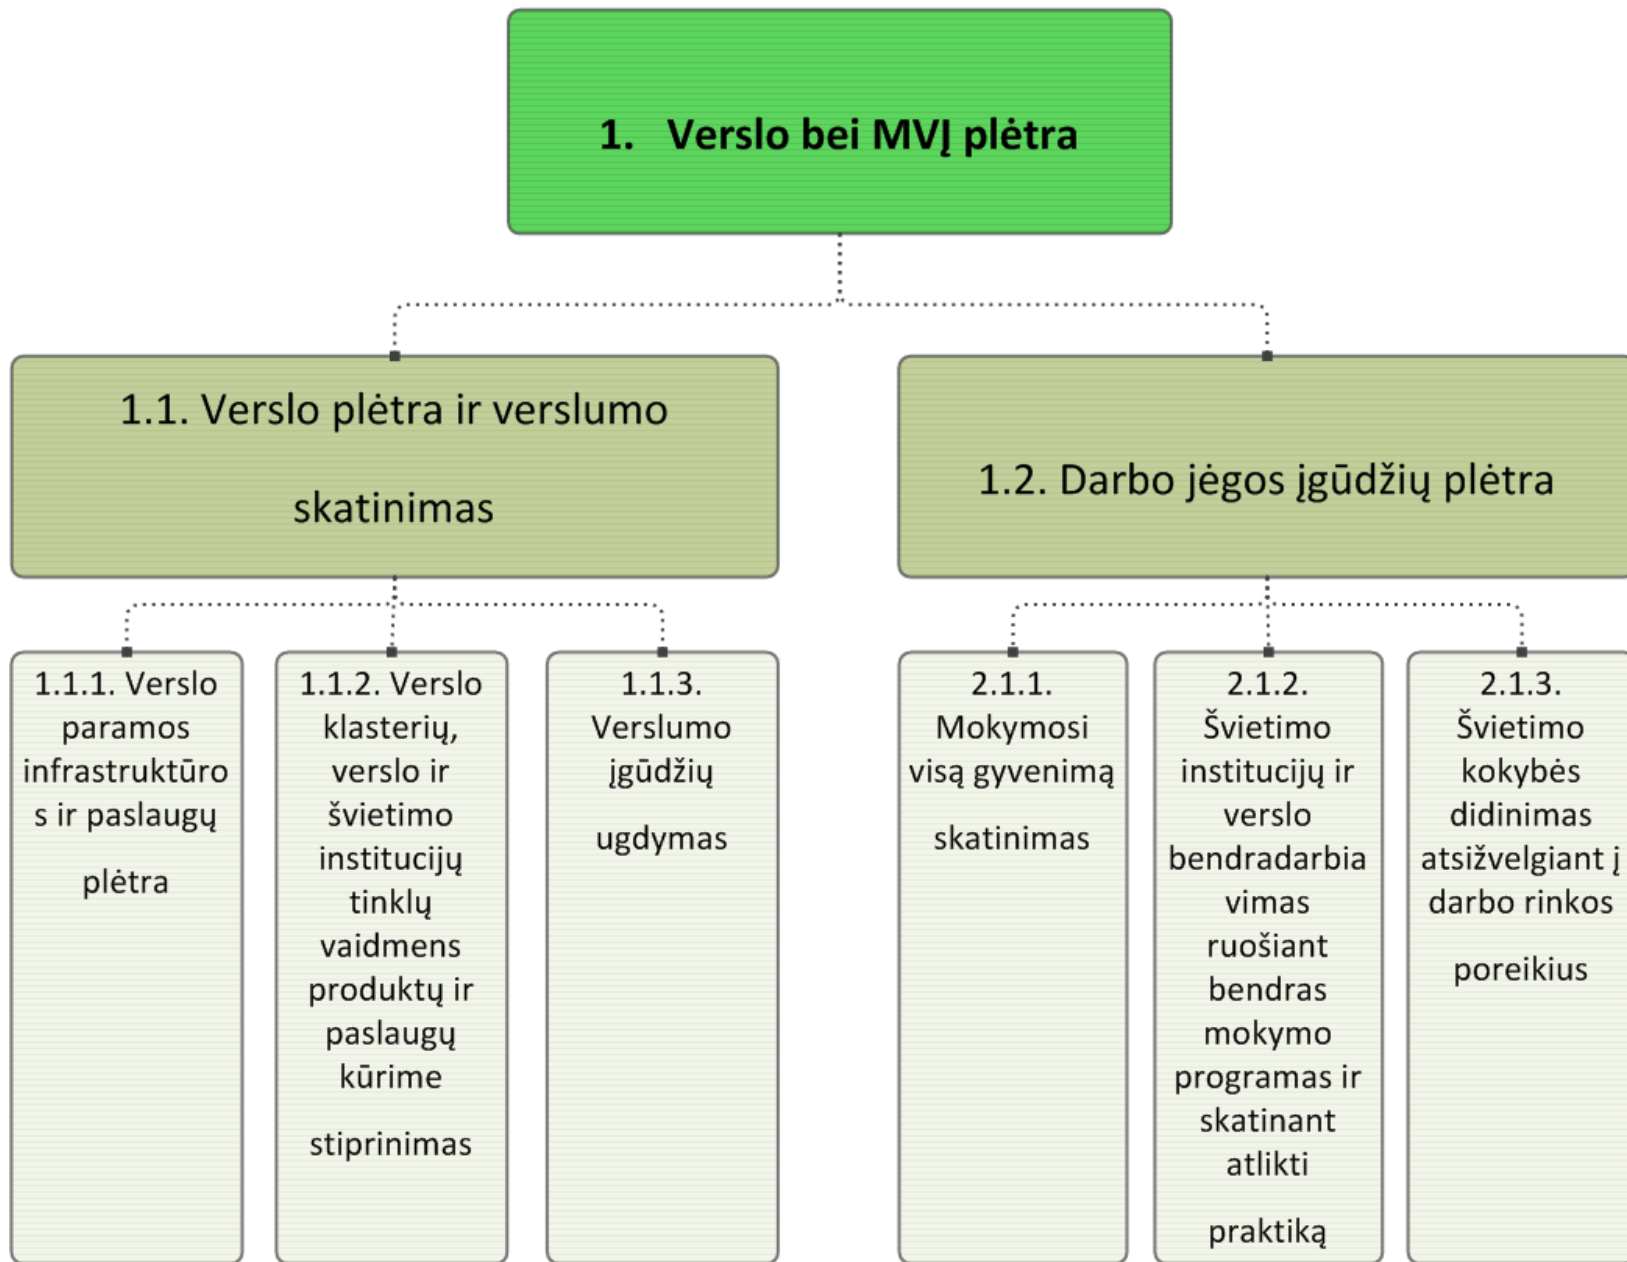 1. Verslo bei MVĮ plėtra
1.1. Verslo plėtra ir verslumo
skatinimas
1.2. Darbo jėgos įgūdžių plėtra
1.1.1. Verslo
paramos
infrastruktūro
s ir paslaugų
plėtra
1.1.2. Verslo
klasterių,
verslo ir
švietimo
institucijų
tinklų
vaidmens
produktų ir
paslaugų
kūrime
stiprinimas
1.1.3.
Verslumo
įgūdžių
ugdymas
2.1.1.
Mokymosi
visą gyvenimą
skatinimas
2.1.2.
Švietimo
institucijų ir
verslo
bendradarbia
vimas
ruošiant
bendras
mokymo
programas ir
skatinant
atlikti
praktiką
2.1.3.
Švietimo
kokybės
didinimas
atsižvelgiant į
darbo rinkos
poreikius